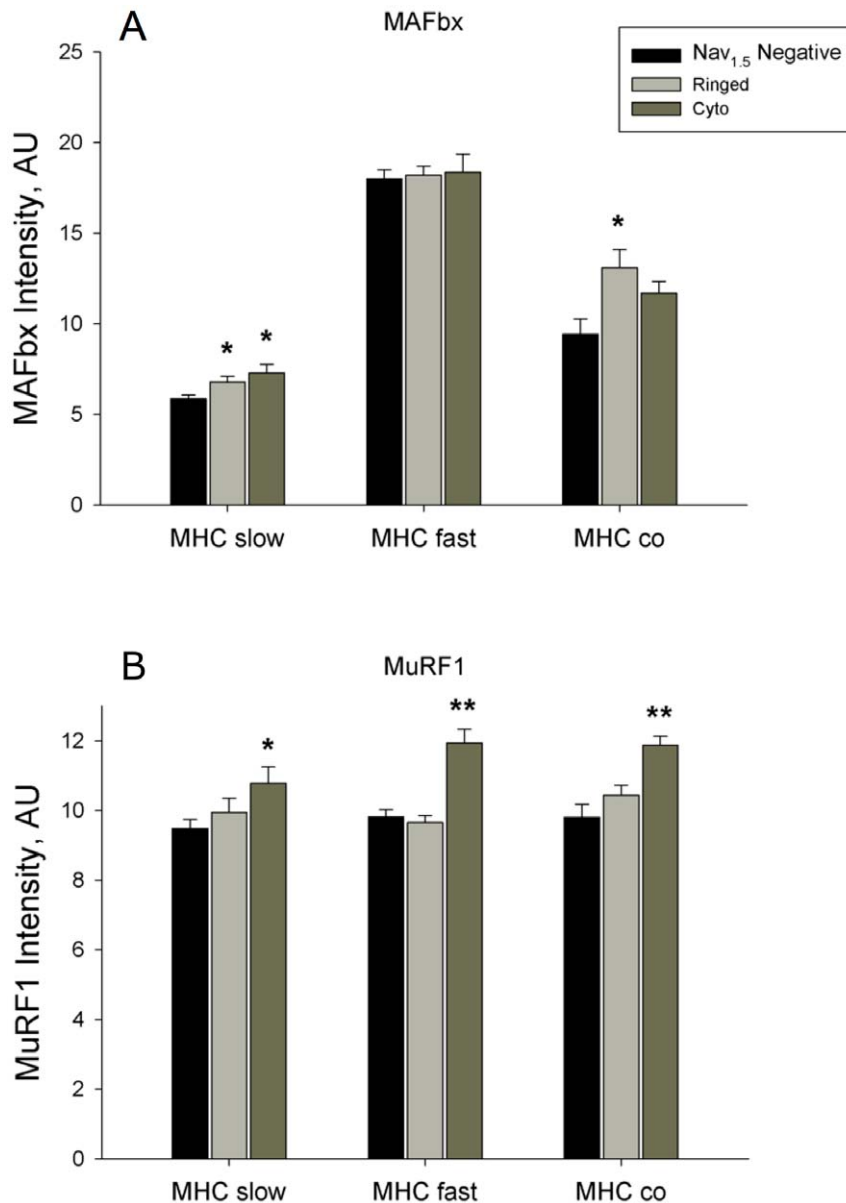 A
MAFbx
25
20
15
10
5
0
MAFbx Intensity, AU
Nav1.5 Negative
Ringed
Cyto
*
*
*
MHC slow MHC fast MHC co
B
MuRF1
12
10
8
6
4
2
0
MuRF1 Intensity, AU
*
**
**
MHC slow MHC fast MHC co